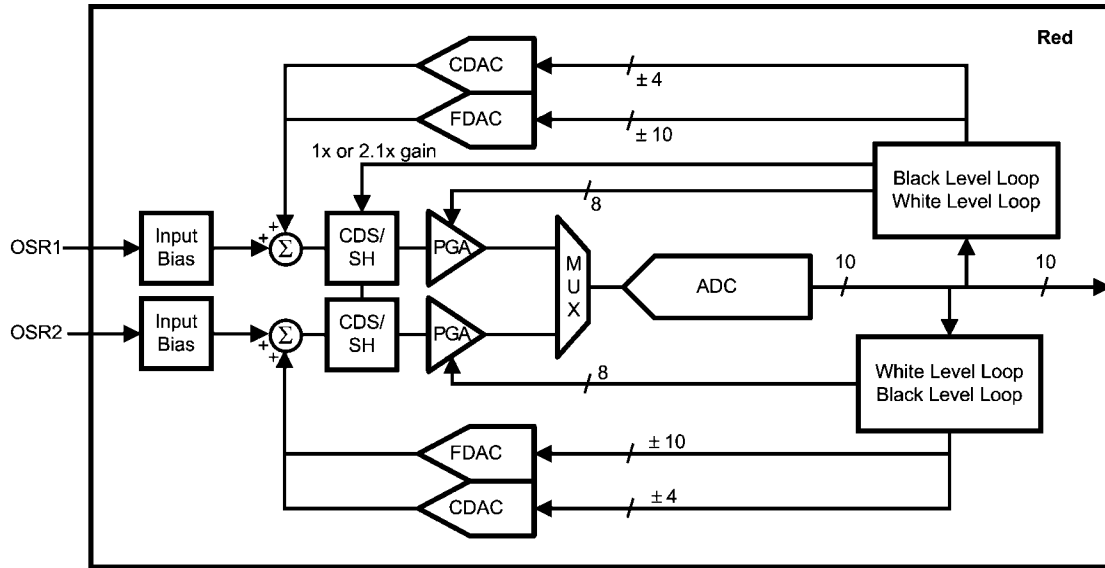 Red
CDAC
± 4
FDAC
± 10
1x or 2.1x gain
Black Level Loop
White Level Loop
8
OSR1
Input
Bias
+
+
Σ
CDS/
SH
PGA
M
U
X
ADC
10
10
OSR2
Input
Bias
+
+
Σ
CDS/
SH
PGA
8
White Level Loop
Black Level Loop
FDAC
± 10
CDAC
± 4